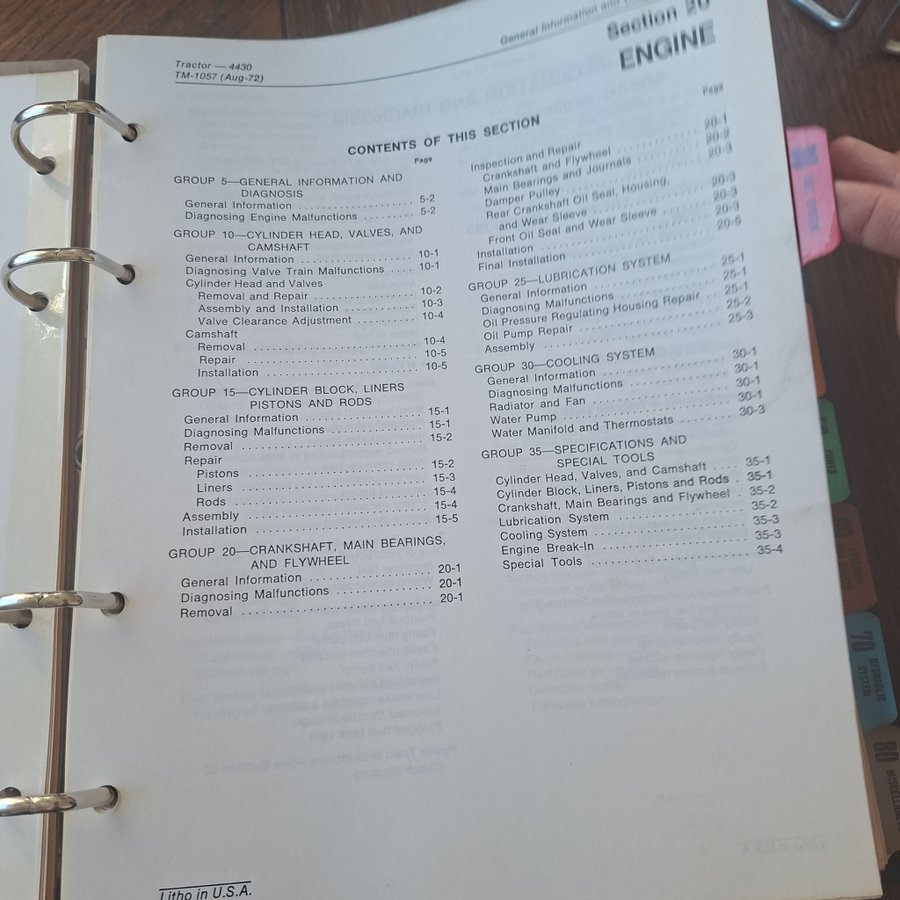 Tractor — 4430
TM-1057 (Aug-72)
General Information and
Section 20
ENGINE
CONTENTS OF THIS SECTION
Page
GROUP 5—GENERAL INFORMATION AND
DIAGNOSIS
General Information . . . . . . . . . . 5-2
Diagnosing Engine Malfunctions . . . . . . . . 5-2
GROUP 10—CYLINDER HEAD, VALVES, AND
CAMSHAFT
General Information . . . . . . . . . . 10-1
Diagnosing Valve Train Malfunctions . . . . 10-1
Cylinder Head and Valves
Removal and Repair . . . . . . . . . . 10-2
Assembly and Installation . . . . . . . . . . 10-3
Valve Clearance Adjustment . . . . . . . . . . 10-4
Camshaft
Removal . . . . . . . . . . 10-4
Repair . . . . . . . . . . 10-5
Installation . . . . . . . . . . 10-5
GROUP 15—CYLINDER BLOCK, LINERS
PISTONS AND RODS
General Information . . . . . . . . . . 15-1
Diagnosing Malfunctions . . . . . . . . . . 15-1
Removal . . . . . . . . . . 15-2
Repair
Pistons . . . . . . . . . . 15-2
Liners . . . . . . . . . . 15-3
Rods . . . . . . . . . . 15-4
Assembly . . . . . . . . . . 15-4
Installation . . . . . . . . . . 15-5
GROUP 20—CRANKSHAFT, MAIN BEARINGS,
AND FLYWHEEL
General Information . . . . . . . . . . 20-1
Diagnosing Malfunctions . . . . . . . . . . 20-1
Removal . . . . . . . . . . 20-1
Page
Inspection and Repair
Crankshaft and Flywheel . . . . . . . . . . 20-1
Main Bearings and Journals . . . . . . . . . . 20-2
Damper Pulley . . . . . . . . . . 20-3
Rear Crankshaft Oil Seal, Housing,
and Wear Sleeve . . . . . . . . . . 20-3
Front Oil Seal and Wear Sleeve . . . . . . . . 20-3
Installation . . . . . . . . . . 20-3
Final Installation . . . . . . . . . . 20-5
GROUP 25—LUBRICATION SYSTEM
General Information . . . . . . . . . . 25-1
Diagnosing Malfunctions . . . . . . . . . . 25-1
Oil Pressure Regulating Housing Repair . . . . 25-1
Oil Pump Repair . . . . . . . . . . 25-2
Assembly . . . . . . . . . . 25-3
GROUP 30—COOLING SYSTEM
General Information . . . . . . . . . . 30-1
Diagnosing Malfunctions . . . . . . . . . . 30-1
Radiator and Fan . . . . . . . . . . 30-1
Water Pump . . . . . . . . . . 30-1
Water Manifold and Thermostats . . . . . . . . 30-3
GROUP 35—SPECIFICATIONS AND
SPECIAL TOOLS
Cylinder Head, Valves, and Camshaft . . . . 35-1
Cylinder Block, Liners, Pistons and Rods . 35-1
Crankshaft, Main Bearings and Flywheel . 35-2
Lubrication System . . . . . . . . . . 35-2
Cooling System . . . . . . . . . . 35-3
Engine Break-In . . . . . . . . . . 35-3
Special Tools . . . . . . . . . . 35-4
Litho in U.S.A.
70
HYDRAULIC
SYSTEM
80